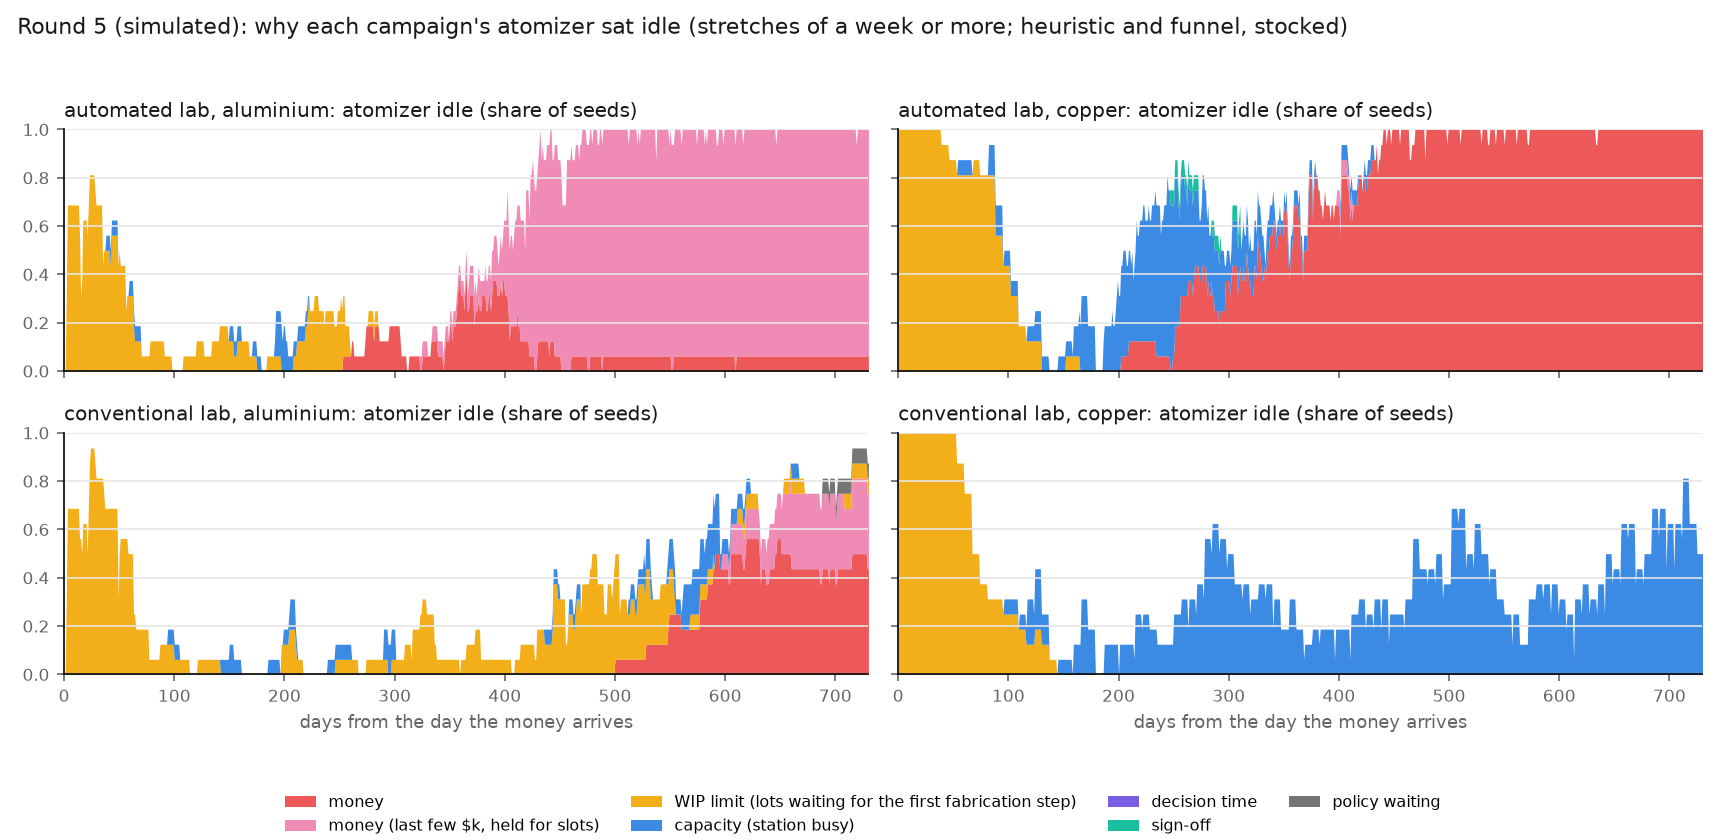 Round 5 (simulated): why each campaign's atomizer sat idle (stretches of a week or more; heuristic and funnel, stocked)
automated lab, aluminium: atomizer idle (share of seeds)
1.0
0.8
0.6
0.4
0.2
0.0
0 100 200 300 400 500 600 700
automated lab, copper: atomizer idle (share of seeds)
conventional lab, aluminium: atomizer idle (share of seeds)
1.0
0.8
0.6
0.4
0.2
0.0
days from the day the money arrives
conventional lab, copper: atomizer idle (share of seeds)
0 100 200 300 400 500 600 700
days from the day the money arrives
money
money (last few $k, held for slots)
WIP limit (lots waiting for the first fabrication step)
capacity (station busy)
decision time
sign-off
policy waiting